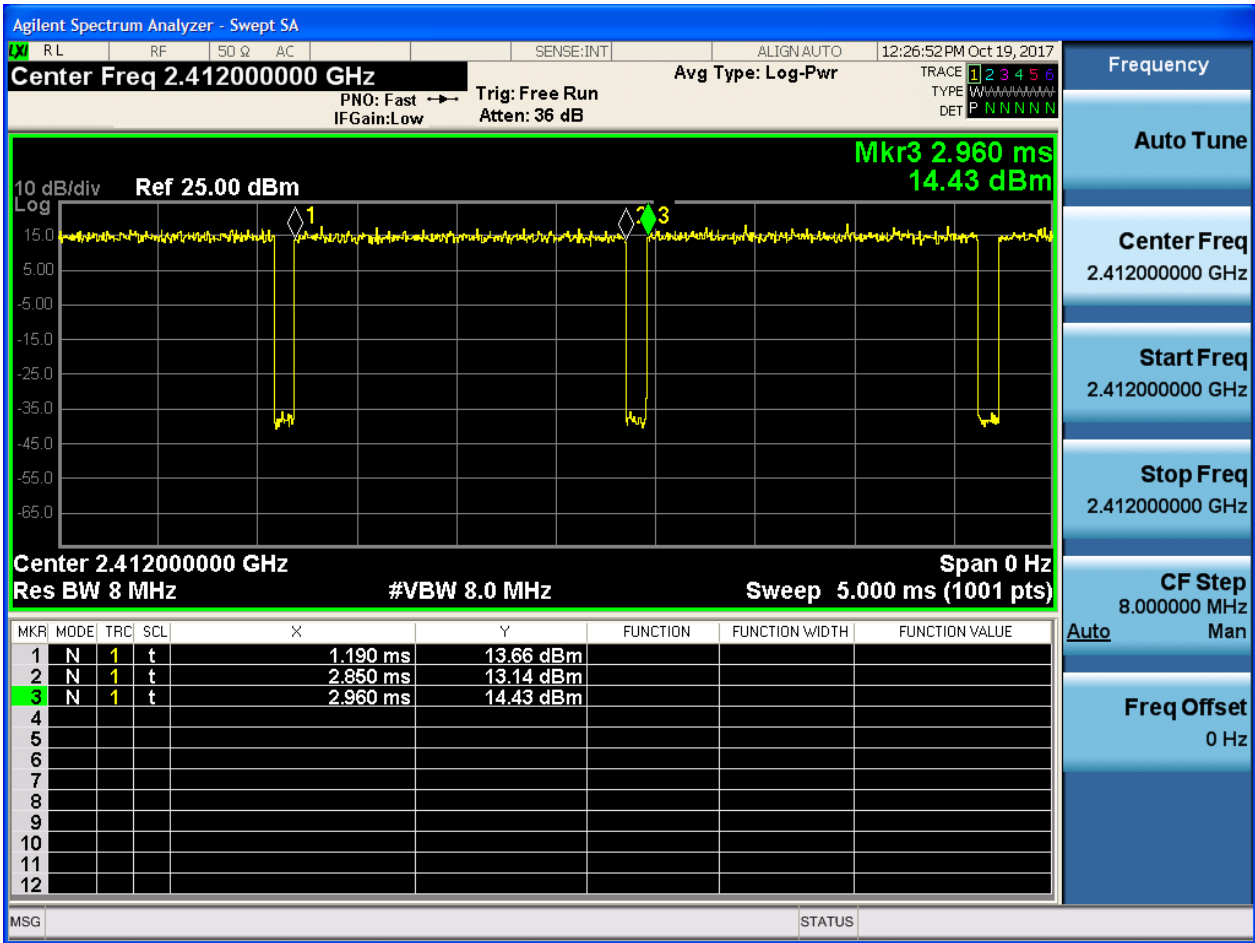 Agilent Spectrum Analyzer - Swept SA
LXI RL RF 50 Ω AC SENSE:INT ALIGN AUTO 12:26:52 PM Oct 19, 2017
Center Freq 2.412000000 GHz
PNO: Fast
IFGain:Low
Trig: Free Run
Atten: 36 dB
Avg Type: Log-Pwr
TRACE 1 2 3 4 5 6
TYPE W
DET P N N N N N
Mkr3 2.960 ms
14.43 dBm
10 dB/div Ref 25.00 dBm
Log
1 2 3
15.0
5.00
-5.00
-15.0
-25.0
-35.0
-45.0
-55.0
-65.0
Center 2.412000000 GHz Span 0 Hz
Res BW 8 MHz #VBW 8.0 MHz Sweep 5.000 ms (1001 pts)
MKR MODE TRC SCL X Y FUNCTION FUNCTION WIDTH FUNCTION VALUE
1 N 1 t 1.190 ms 13.66 dBm
2 N 1 t 2.850 ms 13.14 dBm
3 N 1 t 2.960 ms 14.43 dBm
4
5
6
7
8
9
10
11
12
MSG STATUS
Frequency
Auto Tune
Center Freq
2.412000000 GHz
Start Freq
2.412000000 GHz
Stop Freq
2.412000000 GHz
CF Step
8.000000 MHz
Auto Man
Freq Offset
0 Hz